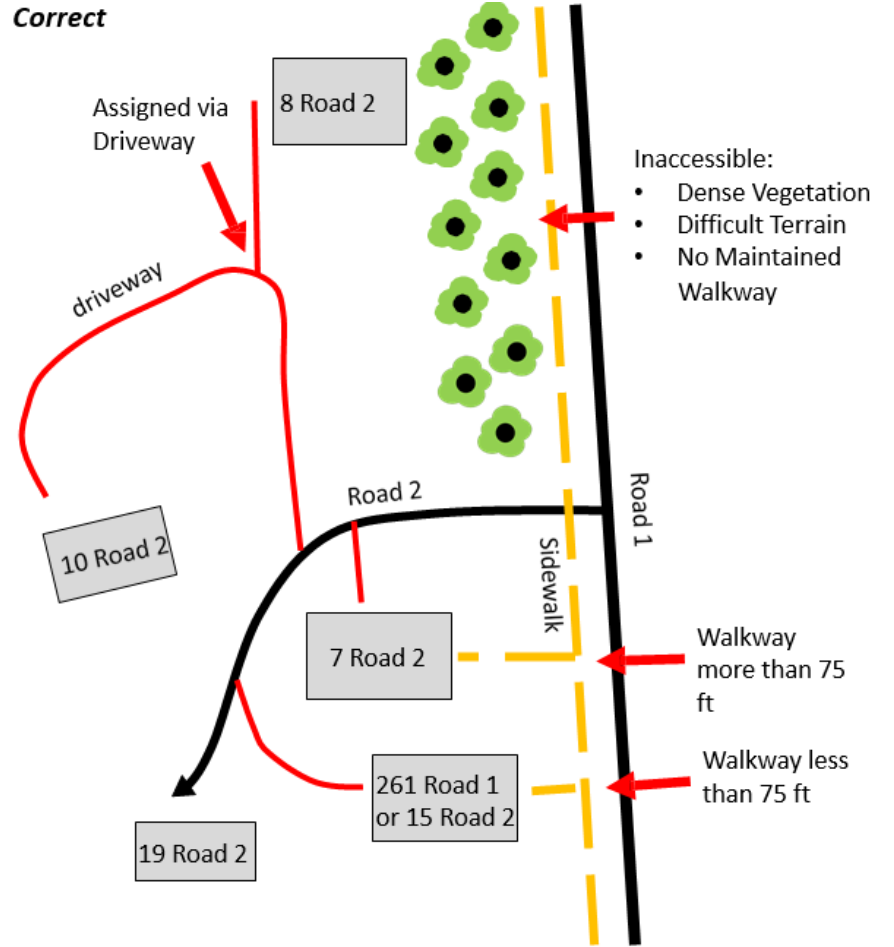 Correct
Assigned via
Driveway
8 Road 2
Inaccessible:
• Dense Vegetation
• Difficult Terrain
• No Maintained
Walkway
driveway
Road 2
Road 1
10 Road 2
Sidewalk
7 Road 2
Walkway
more than 75
ft
261 Road 1
or 15 Road 2
Walkway less
than 75 ft
19 Road 2